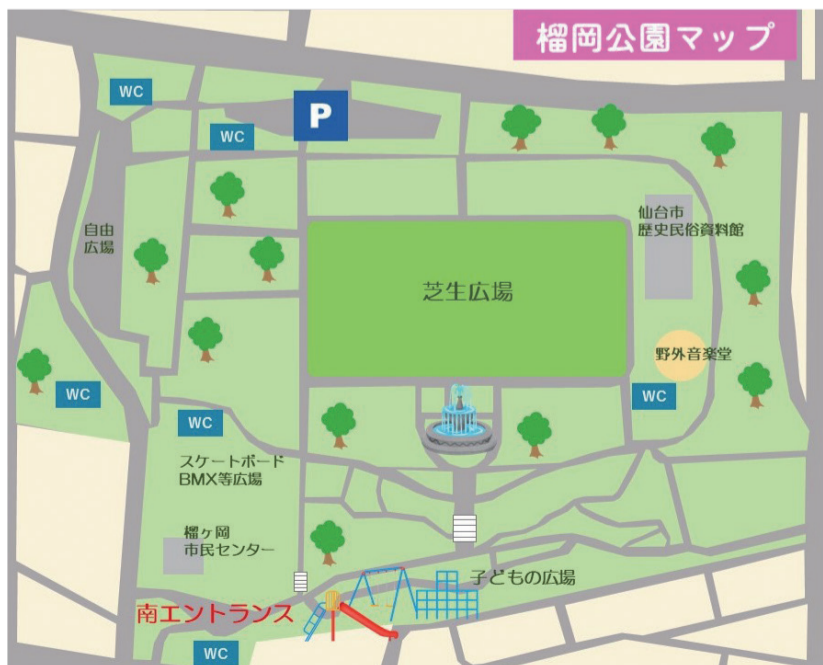 榴岡公園マップ
WC
P
WC
自由
広場
仙台市
歴史民俗資料館
芝生広場
野外音楽堂
WC
WC
WC
スケートボード
BMX等広場
榴ヶ岡
市民センター
子どもの広場
南エントランス
WC